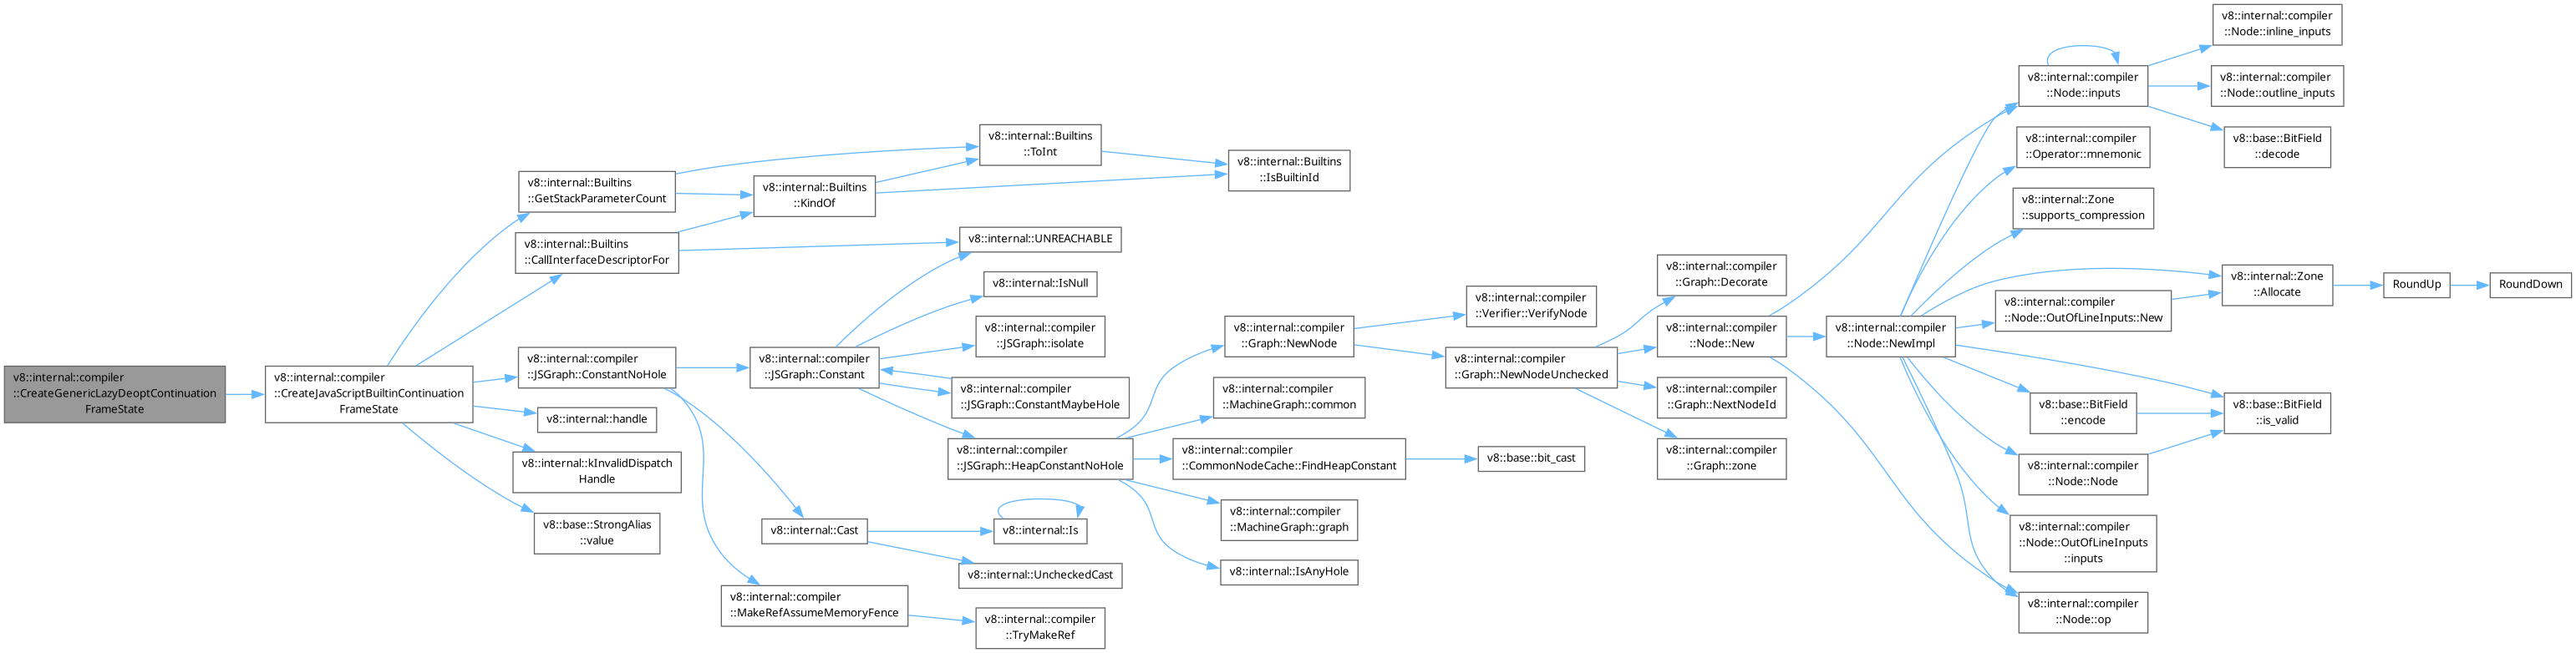 v8::internal::compiler
::CreateGenericLazyDeoptContinuation
FrameState
v8::internal::compiler
::CreateJavaScriptBuiltinContinuation
FrameState
v8::internal::Builtins
::GetStackParameterCount
v8::internal::Builtins
::CallInterfaceDescriptorFor
v8::internal::compiler
::JSGraph::ConstantNoHole
v8::internal::handle
v8::internal::kInvalidDispatch
Handle
v8::base::StrongAlias
::value
v8::internal::Builtins
::KindOf
v8::internal::compiler
::JSGraph::Constant
v8::internal::Cast
v8::internal::compiler
::MakeRefAssumeMemoryFence
v8::internal::Builtins
::ToInt
v8::internal::UNREACHABLE
v8::internal::IsNull
v8::internal::compiler
::JSGraph::isolate
v8::internal::compiler
::JSGraph::ConstantMaybeHole
v8::internal::compiler
::JSGraph::HeapConstantNoHole
v8::internal::Is
v8::internal::UncheckedCast
v8::internal::compiler
::TryMakeRef
v8::internal::Builtins
::IsBuiltinId
v8::internal::compiler
::Graph::NewNode
v8::internal::compiler
::MachineGraph::common
v8::internal::compiler
::CommonNodeCache::FindHeapConstant
v8::internal::compiler
::MachineGraph::graph
v8::internal::IsAnyHole
v8::internal::compiler
::Verifier::VerifyNode
v8::internal::compiler
::Graph::NewNodeUnchecked
v8::base::bit_cast
v8::internal::compiler
::Graph::Decorate
v8::internal::compiler
::Node::New
v8::internal::compiler
::Graph::NextNodeId
v8::internal::compiler
::Graph::zone
v8::internal::compiler
::Node::NewImpl
v8::internal::compiler
::Node::inputs
v8::internal::compiler
::Operator::mnemonic
v8::internal::Zone
::supports_compression
v8::internal::compiler
::Node::OutOfLineInputs::New
v8::base::BitField
::encode
v8::internal::compiler
::Node::Node
v8::internal::compiler
::Node::OutOfLineInputs
::inputs
v8::internal::compiler
::Node::op
v8::internal::compiler
::Node::inline_inputs
v8::internal::compiler
::Node::outline_inputs
v8::base::BitField
::decode
v8::internal::Zone
::Allocate
v8::base::BitField
::is_valid
RoundUp
RoundDown